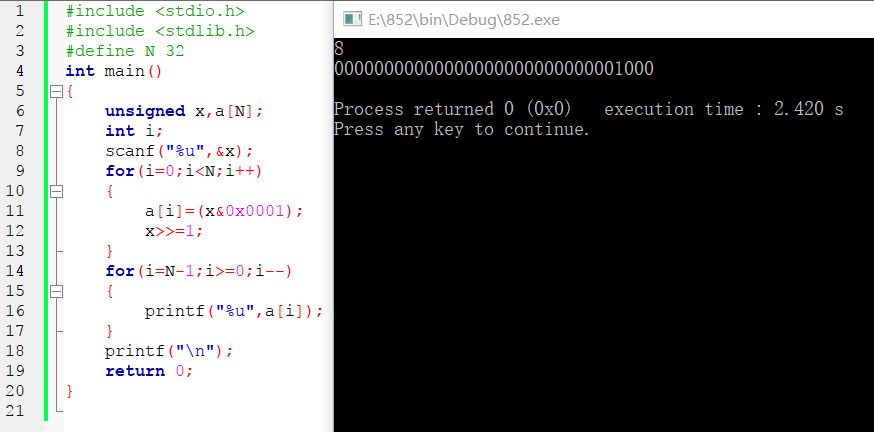 1 #include <stdio.h>
2 #include <stdlib.h>
3 #define N 32
4 int main()
5 {
6 unsigned x,a[N];
7 int i;
8 scanf("%u",&x);
9 for(i=0;i<N;i++)
10 {
11 a[i]=(x&0x0001);
12 x>>=1;
13 }
14 for(i=N-1;i>=0;i--)
15 {
16 printf("%u",a[i]);
17 }
18 printf("\n");
19 return 0;
20 }
21
E:\852\bin\Debug\852.exe
8
00000000000000000000000000001000
Process returned 0 (0x0) execution time : 2.420 s
Press any key to continue.